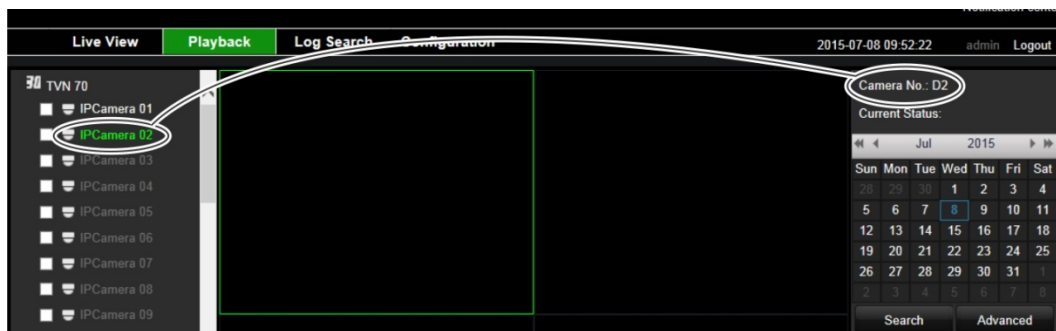 Live View Playback Log Search Configuration 2015-07-08 09:52:22 admin Logout
TVN 70
IPCamera 01
IPCamera 02
IPCamera 03
IPCamera 04
IPCamera 05
IPCamera 06
IPCamera 07
IPCamera 08
IPCamera 09
Camera No.: D2
Current Status:
Jul 2015
Sun Mon Tue Wed Thu Fri Sat
28 29 30 1 2 3 4
5 6 7 8 9 10 11
12 13 14 15 16 17 18
19 20 21 22 23 24 25
26 27 28 29 30 31 1
2 3 4 5 6 7 8
Search Advanced